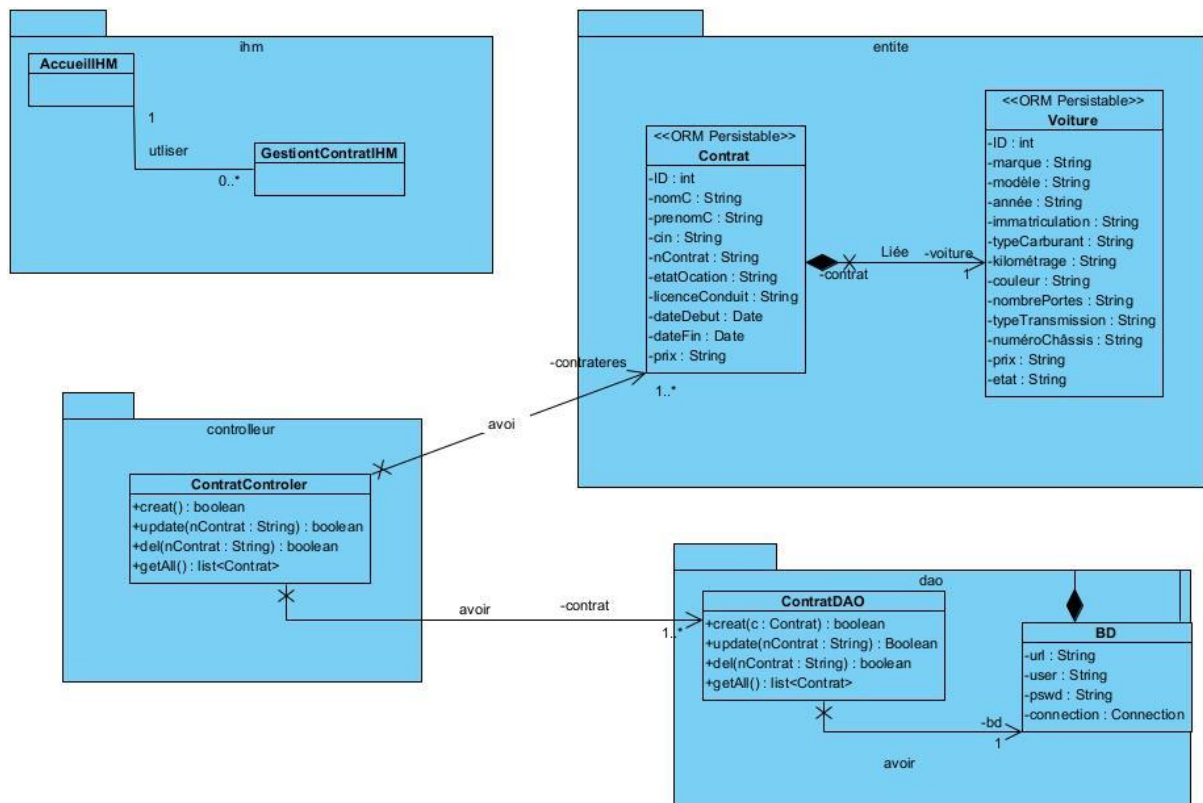 ihm
AccueilIHM
1
utliser
0..*
GestiontContratIHM
entite
<<ORM Persistable>>
Contrat
-ID : int
-nomC : String
-prenomC : String
-cin : String
-nContrat : String
-etatOcation : String
-licenceConduit : String
-dateDebut : Date
-dateFin : Date
-prix : String
-contrat
Liée
-voiture
1
<<ORM Persistable>>
Voiture
-ID : int
-marque : String
-modèle : String
-année : String
-immatriculation : String
-typeCarburant : String
-kilométrage : String
-couleur : String
-nombrePortes : String
-typeTransmission : String
-numéroChâssis : String
-prix : String
-etat : String
-contrateres
1..*
avoi
controlleur
ContratControler
+creat() : boolean
+update(nContrat : String) : boolean
+del(nContrat : String) : boolean
+getAll() : list<Contrat>
avoir
-contrat
1..*
dao
ContratDAO
+creat(c : Contrat) : boolean
+update(nContrat : String) : Boolean
+del(nContrat : String) : boolean
+getAll() : list<Contrat>
BD
-url : String
-user : String
-pswd : String
-connection : Connection
-bd
1
avoir